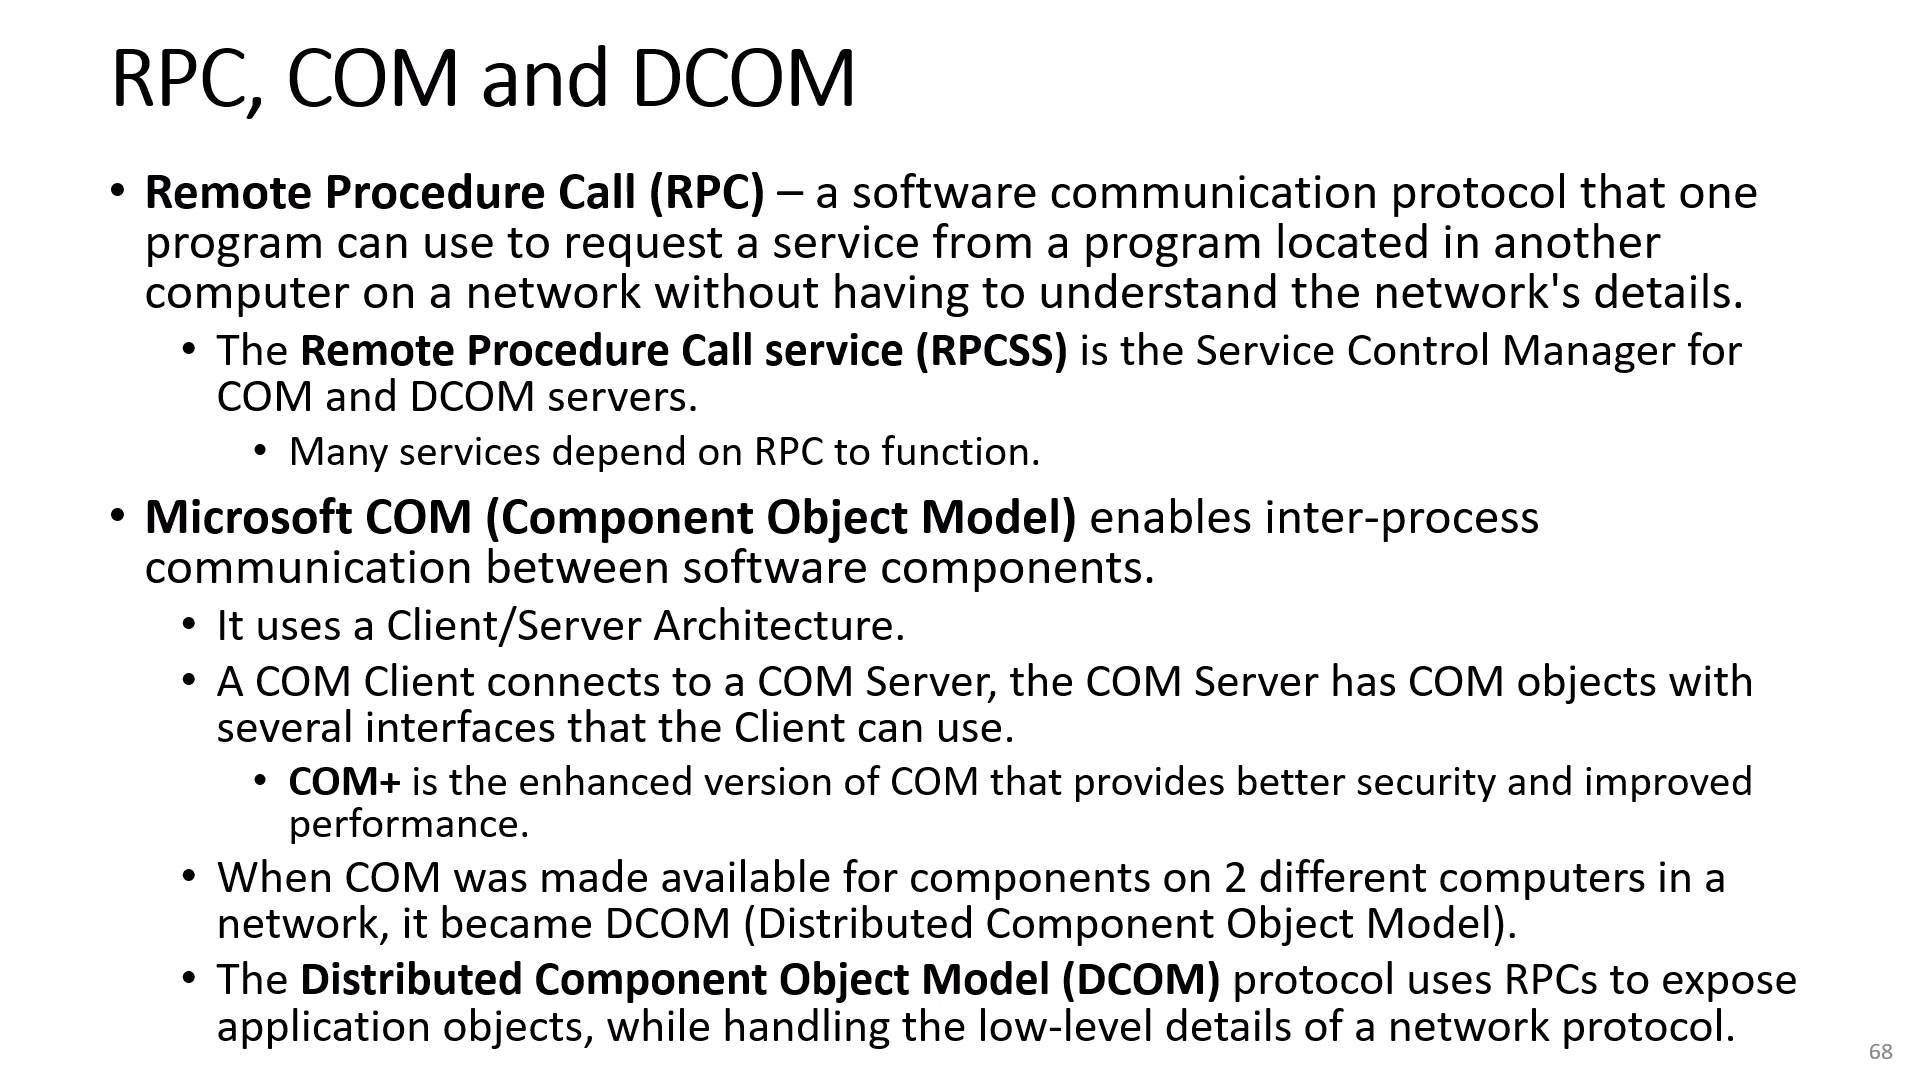 RPC, COM and DCOM
• Remote Procedure Call (RPC) – a software communication protocol that one
program can use to request a service from a program located in another
computer on a network without having to understand the network's details.
• The Remote Procedure Call service (RPCSS) is the Service Control Manager for
COM and DCOM servers.
• Many services depend on RPC to function.
• Microsoft COM (Component Object Model) enables inter-process
communication between software components.
• It uses a Client/Server Architecture.
• A COM Client connects to a COM Server, the COM Server has COM objects with
several interfaces that the Client can use.
• COM+ is the enhanced version of COM that provides better security and improved
performance.
• When COM was made available for components on 2 different computers in a
network, it became DCOM (Distributed Component Object Model).
• The Distributed Component Object Model (DCOM) protocol uses RPCs to expose
application objects, while handling the low-level details of a network protocol.
68